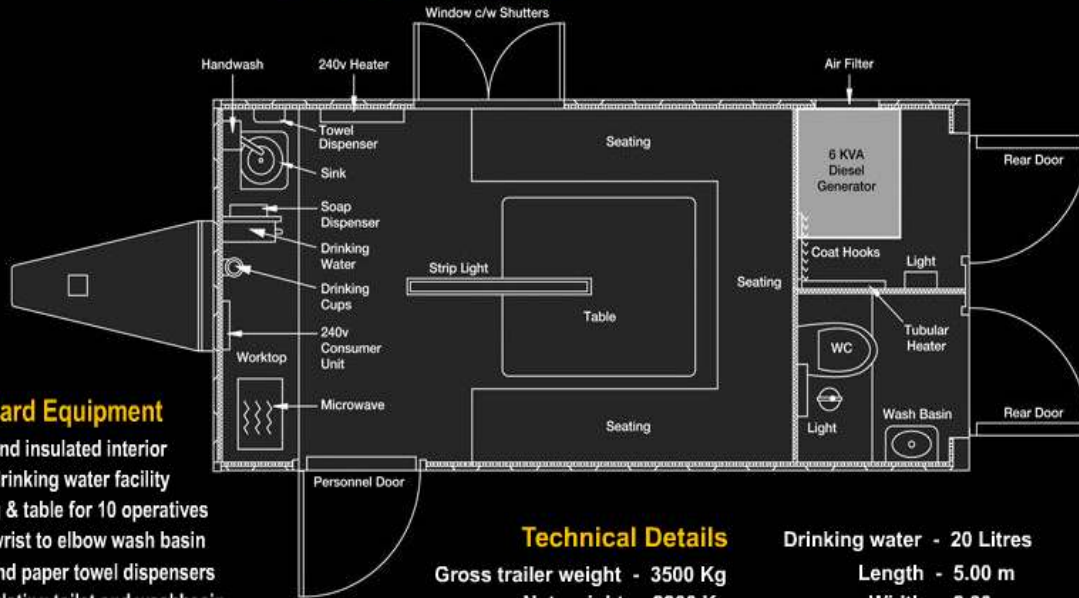 Window c/w Shutters
Handwash
240v Heater
Air Filter
Towel
Dispenser
Sink
Soap
Dispenser
Drinking
Water
Drinking
Cups
240v
Consumer
Unit
Worktop
Microwave
Personnel Door
Seating
Strip Light
Table
Seating
Seating
6 KVA
Diesel
Generator
Coat Hooks
Light
Tubular
Heater
WC
Light
Wash Basin
Rear Door
Rear Door
ard Equipment
nd insulated interior
rinking water facility
& table for 10 operatives
wrist to elbow wash basin
nd paper towel dispensers
Technical Details
Gross trailer weight - 3500 Kg
Drinking water - 20 Litres
Length - 5.00 m